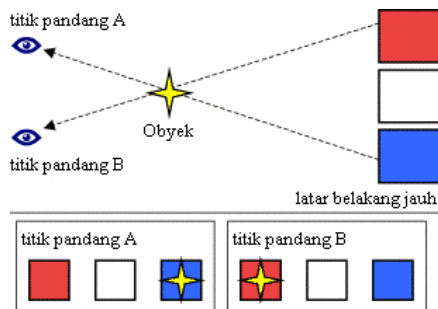 titik pandang A
Obyek
titik pandang B
latar belakang jauh
titik pandang A
titik pandang B